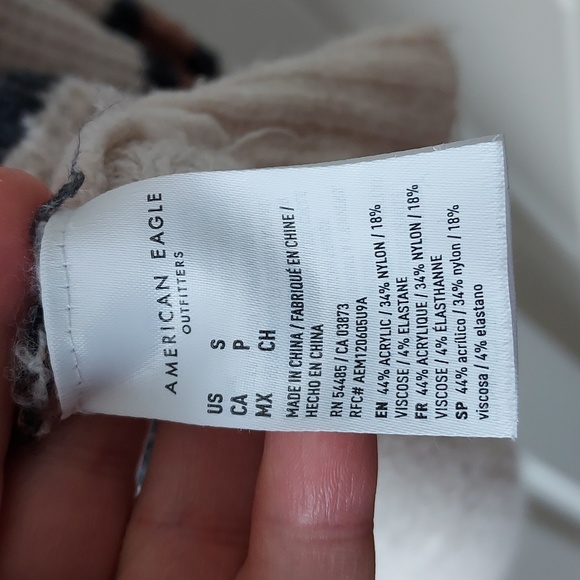 AMERICAN EAGLE
OUTFITTERS
US S
CA P
MX CH
MADE IN CHINA / FABRIQUÉ EN CHINE /
HECHO EN CHINA
RN 54485 / CA 03873
RFC# AEM120605U9A
EN 44% ACRYLIC / 34% NYLON / 18%
VISCOSE / 4% ELASTANE
FR 44% ACRYLIQUE / 34% NYLON / 18%
VISCOSE / 4% ÉLASTHANNE
SP 44% acrílico / 34% nylon / 18%
viscosa / 4% elastano